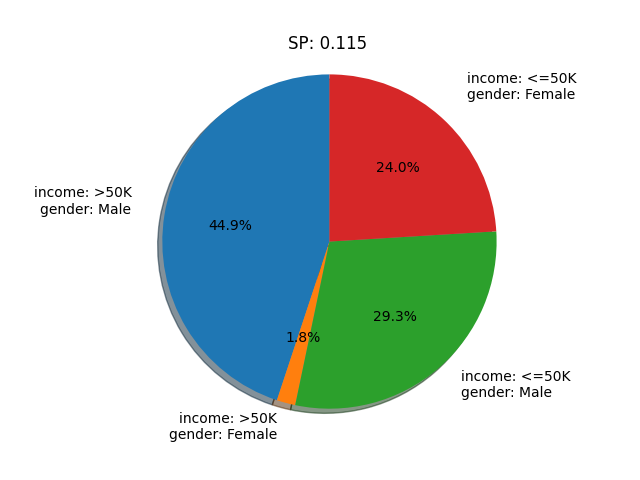 SP: 0.115
income: <=50K
gender: Female
24.0%
income: >50K
gender: Male
44.9%
29.3%
1.8%
income: <=50K
gender: Male
income: >50K
gender: Female